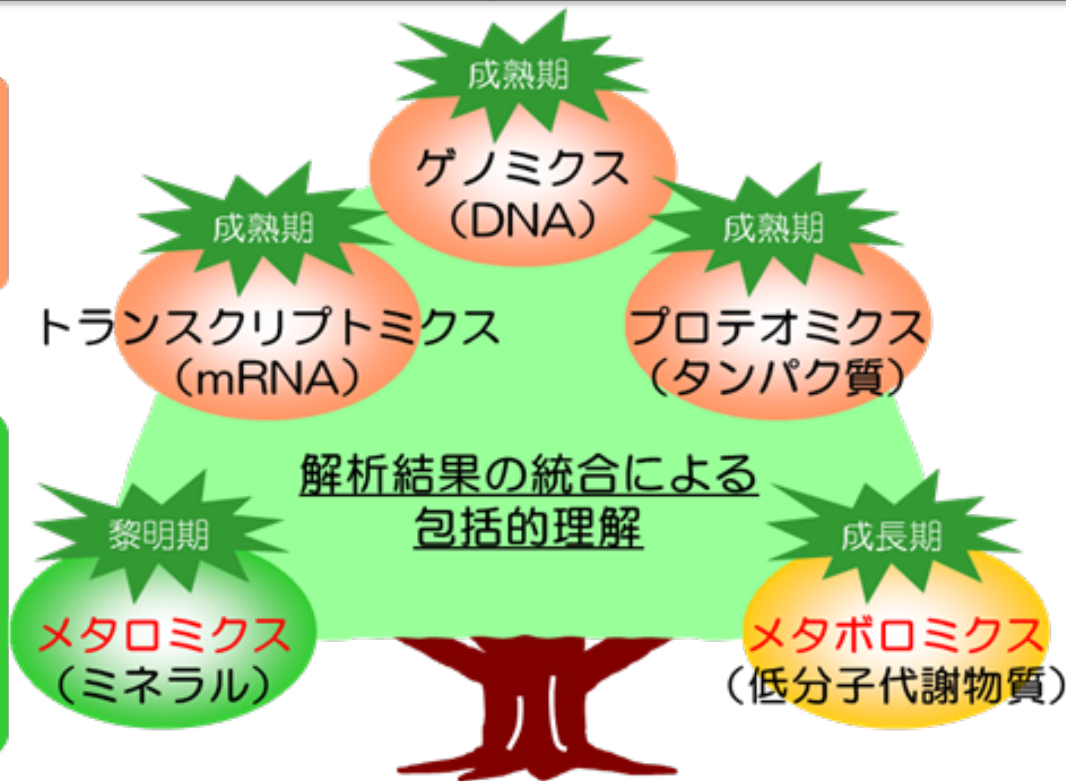 成熟期
ゲノミクス
（DNA）
成熟期
トランスクリプトミクス
（mRNA）
成熟期
プロテオミクス
（タンパク質）
解析結果の統合による
包括的理解
黎明期
メタロミクス
（ミネラル）
成長期
メタボロミクス
（低分子代謝物質）